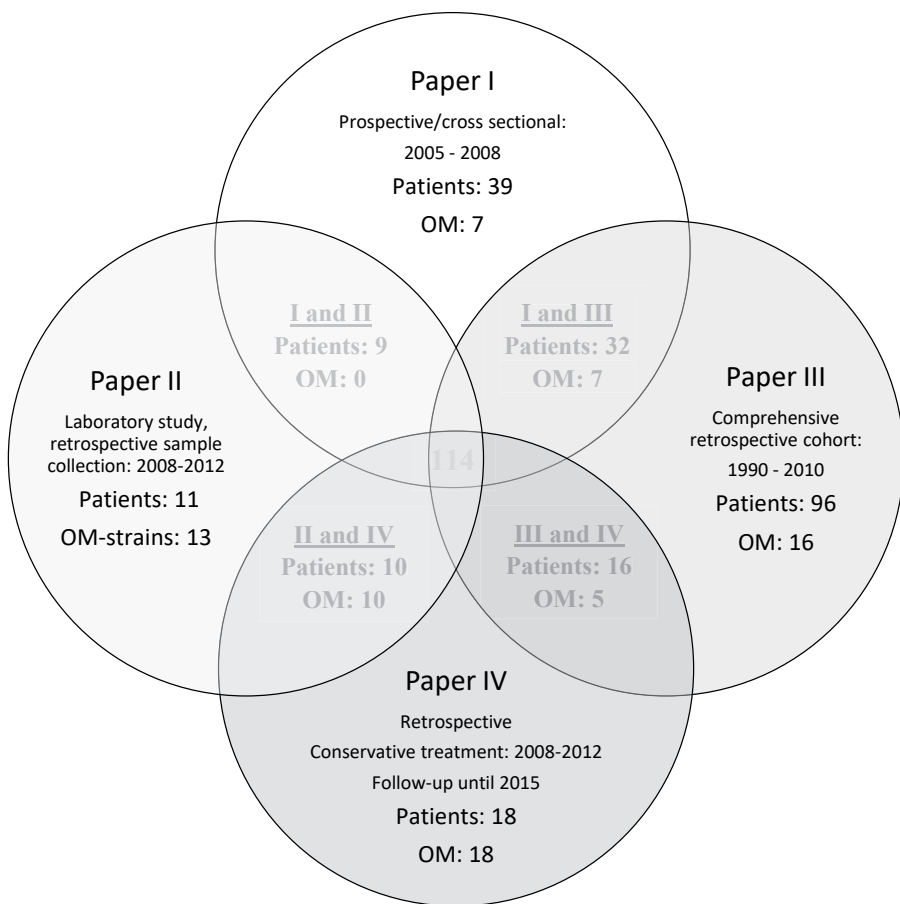 Paper I
Prospective/cross sectional:
2005 - 2008
Patients: 39
OM: 7
I and II
Patients: 9
OM: 0
I and III
Patients: 32
OM: 7
Paper II
Laboratory study,
retrospective sample
collection: 2008-2012
Patients: 11
OM-strains: 13
Paper III
Comprehensive
retrospective cohort:
1990 - 2010
Patients: 96
OM: 16
114
II and IV
Patients: 10
OM: 10
III and IV
Patients: 16
OM: 5
Paper IV
Retrospective
Conservative treatment: 2008-2012
Follow-up until 2015
Patients: 18
OM: 18